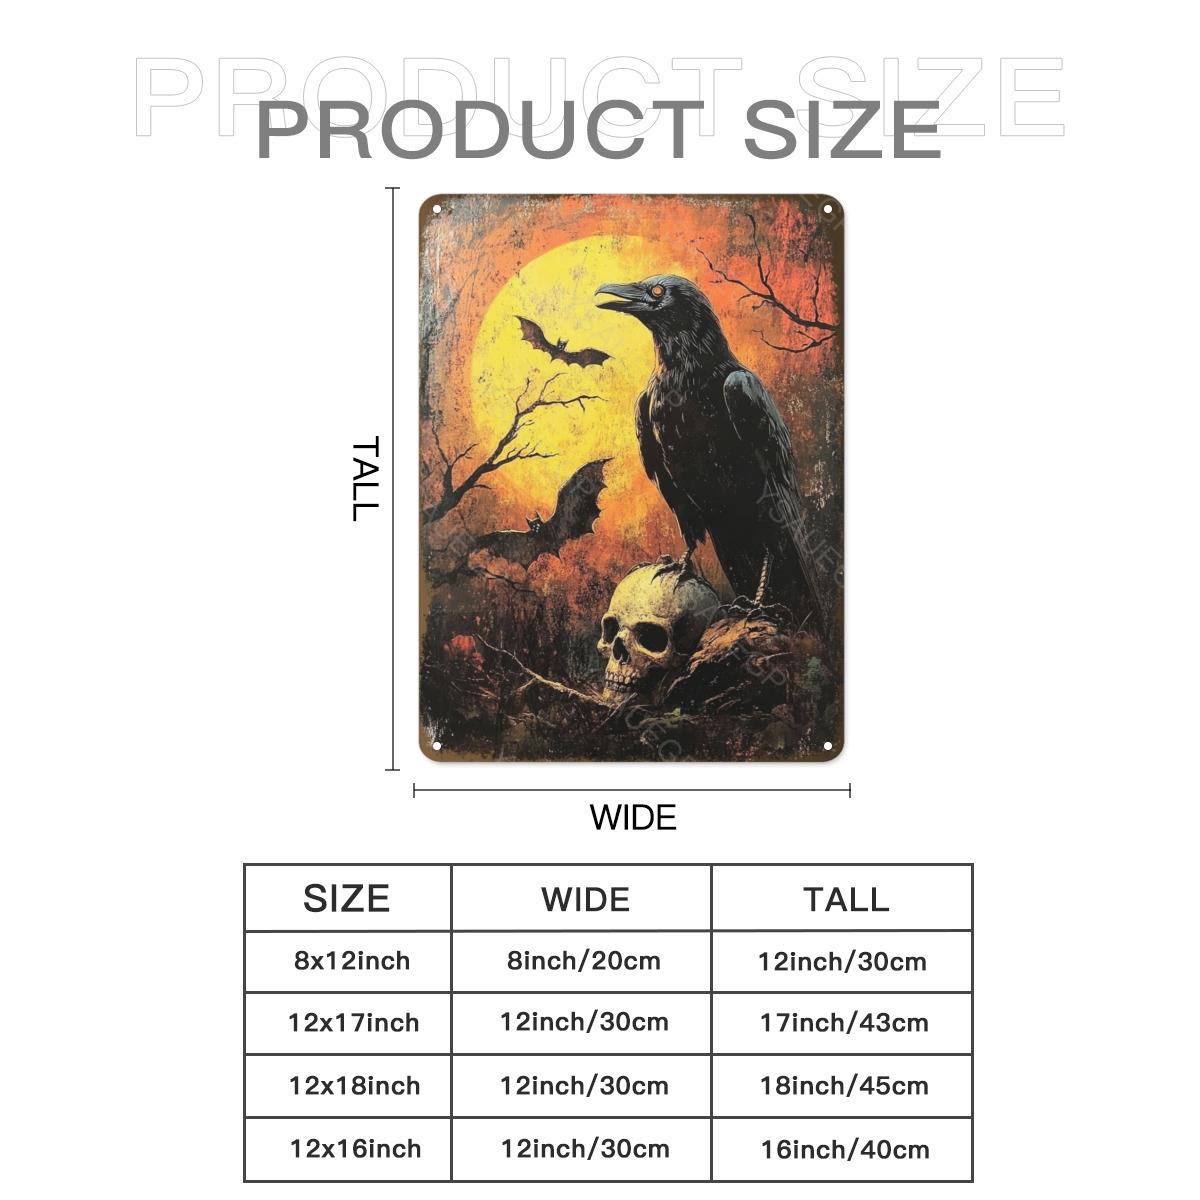 PRODUCT SIZE
PRODUCT SIZE
TALL
WIDE
SIZE WIDE TALL
8x12inch 8inch/20cm 12inch/30cm
12x17inch 12inch/30cm 17inch/43cm
12x18inch 12inch/30cm 18inch/45cm
12x16inch 12inch/30cm 16inch/40cm